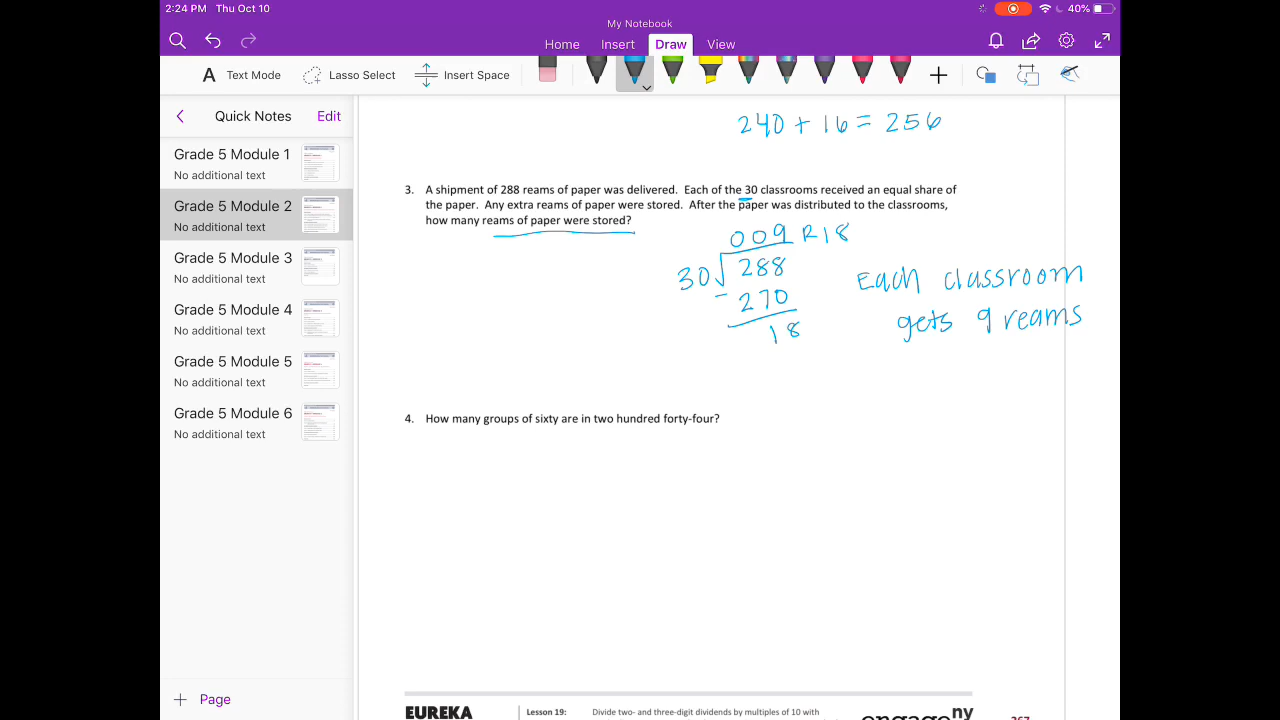 2:24 PM Thu Oct 10
40%
My Notebook
Home Insert Draw View
A Text Mode Lasso Select Insert Space
Quick Notes Edit
Grade Module 1
No additional text
Grade Module 2
No additional text
Grade Module 3
No additional text
Grade Module 4
No additional text
Grade Module 5
No additional text
Grade Module 6
No additional text
+ Page
240 + 16 = 256
3. A shipment of 288 reams of paper was delivered. Each of the 30 classrooms received an equal share of
the paper. Any extra reams of paper were stored. After the paper was distributed to the classrooms,
how many reams of paper were stored?
009 R18
30 288
- 270
18
Each classroom
gets 9 reams
4. How many groups of sixty are in two hundred forty-four?
EUREKA
Lesson 19: Divide two- and three-digit dividends by multiples of 10 with
engage ny
267